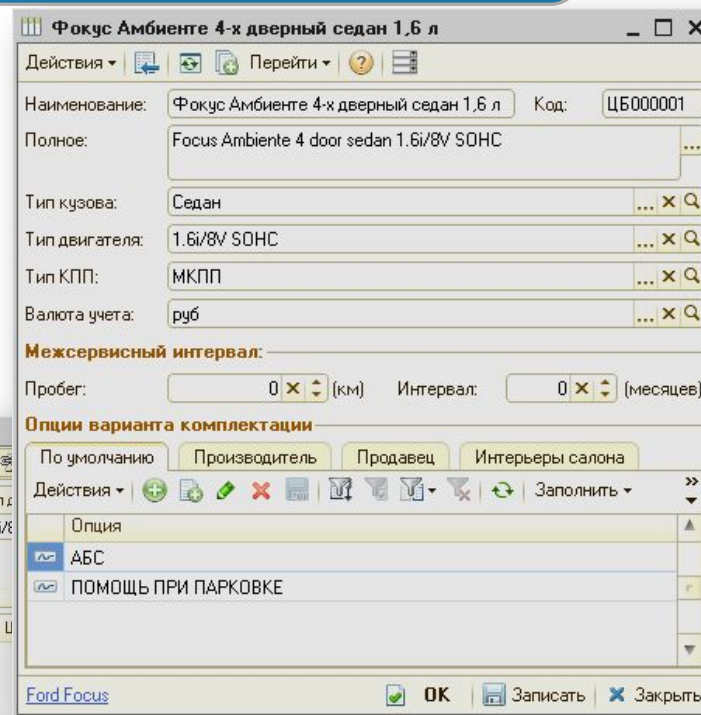 Фокус Амбиенте 4-х дверный седан 1,6 л
Действия Перейти
Наименование: Фокус Амбиенте 4-х дверный седан 1,6 л Код: ЦБ000001
Полное: Focus Ambiente 4 door sedan 1.6i/8V SOHC ...
Тип кузова: Седан ...
Тип двигателя: 1.6i/8V SOHC ...
Тип КПП: МКПП ...
Валюта учета: руб ...
Межсервисный интервал:
Пробег: 0 (км) Интервал: 0 (месяцев)
Опции варианта комплектации
По умолчанию Производитель Продавец Интерьеры салона
Действия Заполнить
Опция
АБС
ПОМОЩЬ ПРИ ПАРКОВКЕ
Ford Focus OK Записать Закрыть